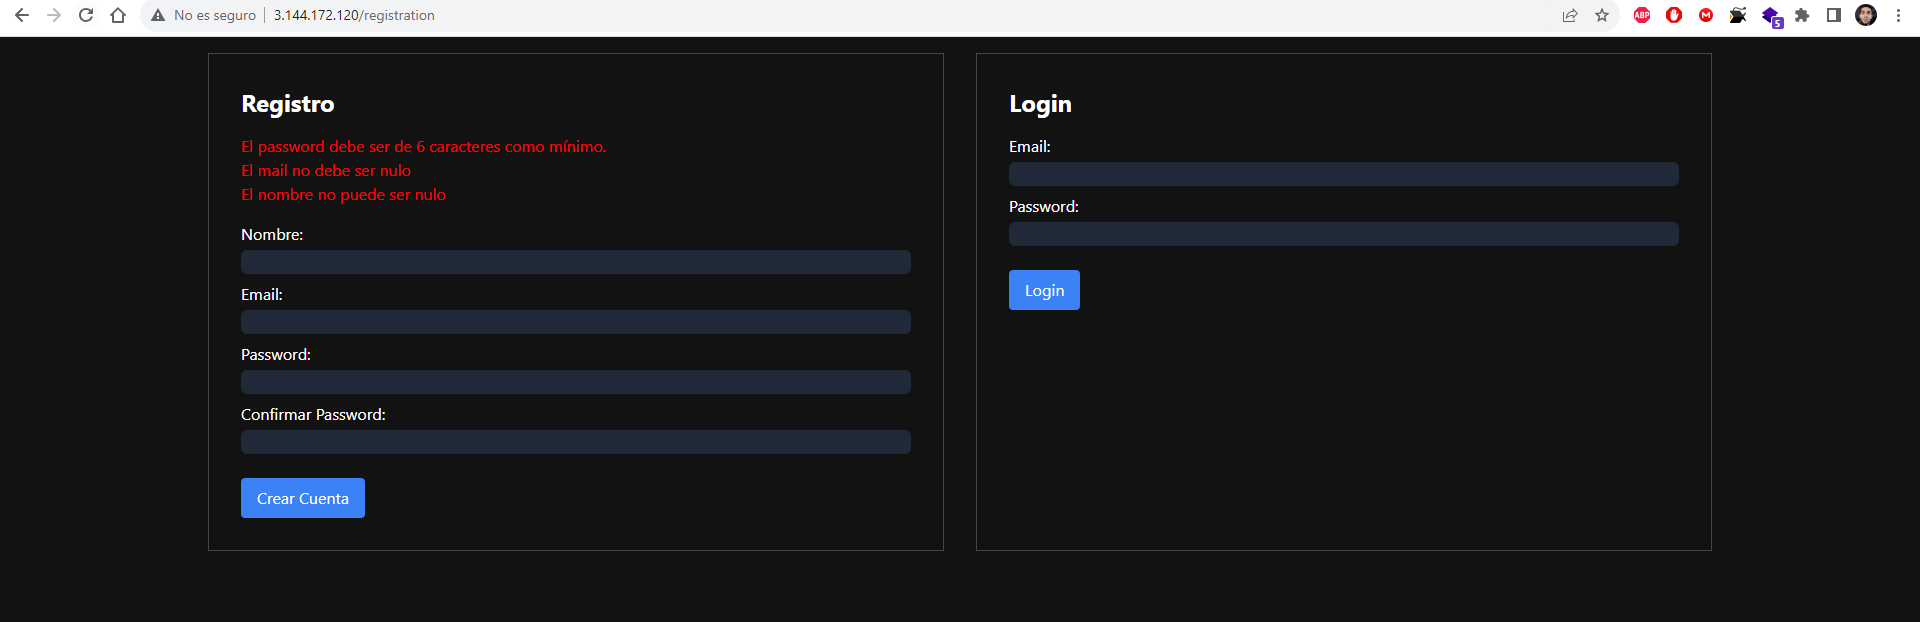 No es seguro | 3.144.172.120/registration
ABP
M
5
Registro
El password debe ser de 6 caracteres como mínimo.
El mail no debe ser nulo
El nombre no puede ser nulo
Nombre:
Email:
Password:
Confirmar Password:
Crear Cuenta
Login
Email:
Password:
Login